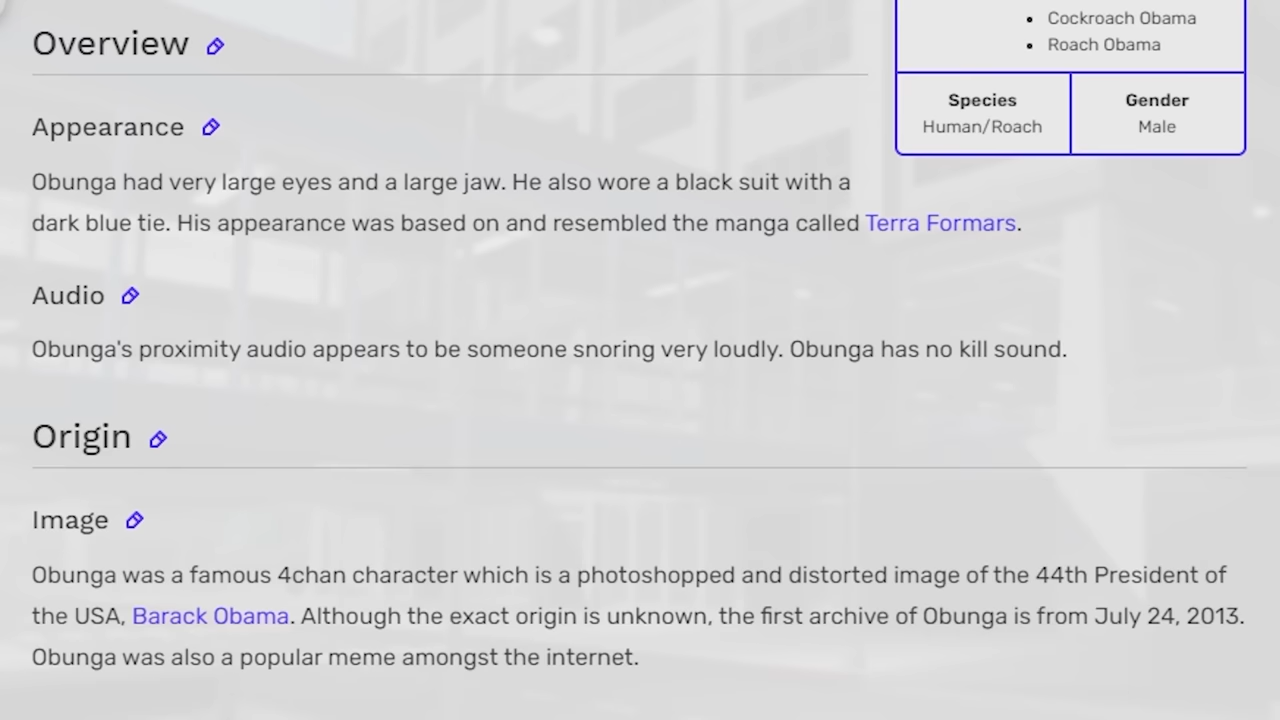 Cockroach Obama
Roach Obama
Species
Human/Roach
Gender
Male
Overview
Appearance
Obunga had very large eyes and a large jaw. He also wore a black suit with a
dark blue tie. His appearance was based on and resembled the manga called Terra Formars.
Audio
Obunga's proximity audio appears to be someone snoring very loudly. Obunga has no kill sound.
Origin
Image
Obunga was a famous 4chan character which is a photoshopped and distorted image of the 44th President of
the USA, Barack Obama. Although the exact origin is unknown, the first archive of Obunga is from July 24, 2013.
Obunga was also a popular meme amongst the internet.